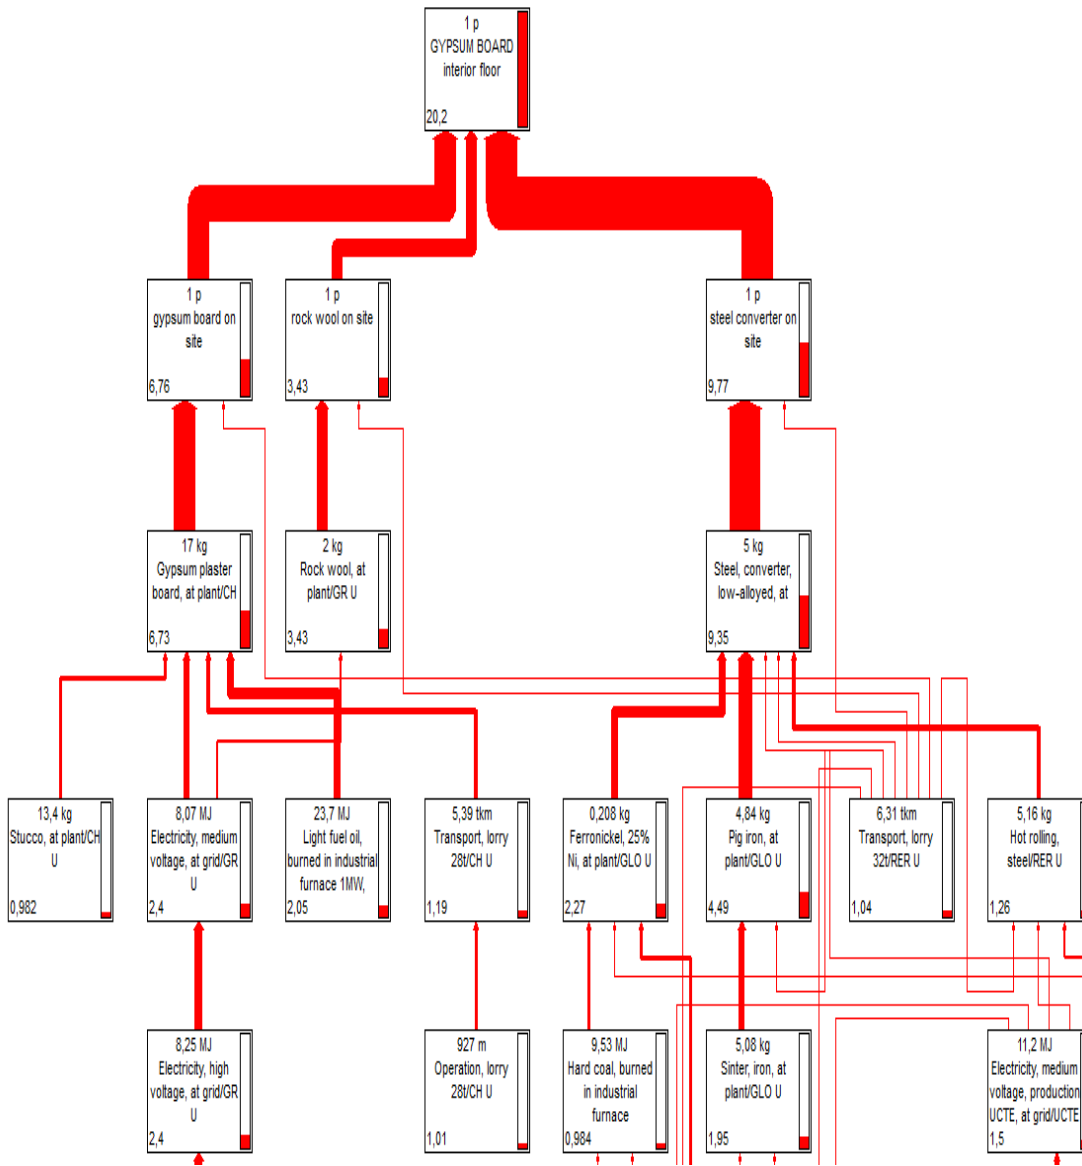 1 p
GYPSUM BOARD
interior floor
20,2
1 p
gypsum board on
site
6,76
1 p
rock wool on site
3,43
1 p
steel converter on
site
9,77
17 kg
Gypsum plaster
board, at plant/CH
6,73
2 kg
Rock wool, at
plant/GR U
3,43
5 kg
Steel, converter,
low-alloyed, at
9,35
13,4 kg
Stucco, at plant/CH
U
0,982
8,07 MJ
Electricity, medium
voltage, at grid/GR
U
2,4
23,7 MJ
Light fuel oil,
burned in industrial
furnace 1MW,
2,05
5,39 tkm
Transport, lorry
28t/CH U
1,19
0,208 kg
Ferronickel, 25%
Ni, at plant/GLO U
2,27
4,84 kg
Pig iron, at
plant/GLO U
4,49
6,31 tkm
Transport, lorry
32t/RER U
1,04
5,16 kg
Hot rolling,
steel/RER U
1,26
8,25 MJ
Electricity, high
voltage, at grid/GR
U
2,4
927 m
Operation, lorry
28t/CH U
1,01
9,53 MJ
Hard coal, burned
in industrial
furnace
0,984
5,08 kg
Sinter, iron, at
plant/GLO U
1,95
11,2 MJ
Electricity, medium
voltage, production
UCTE, at grid/UCTE
1,5